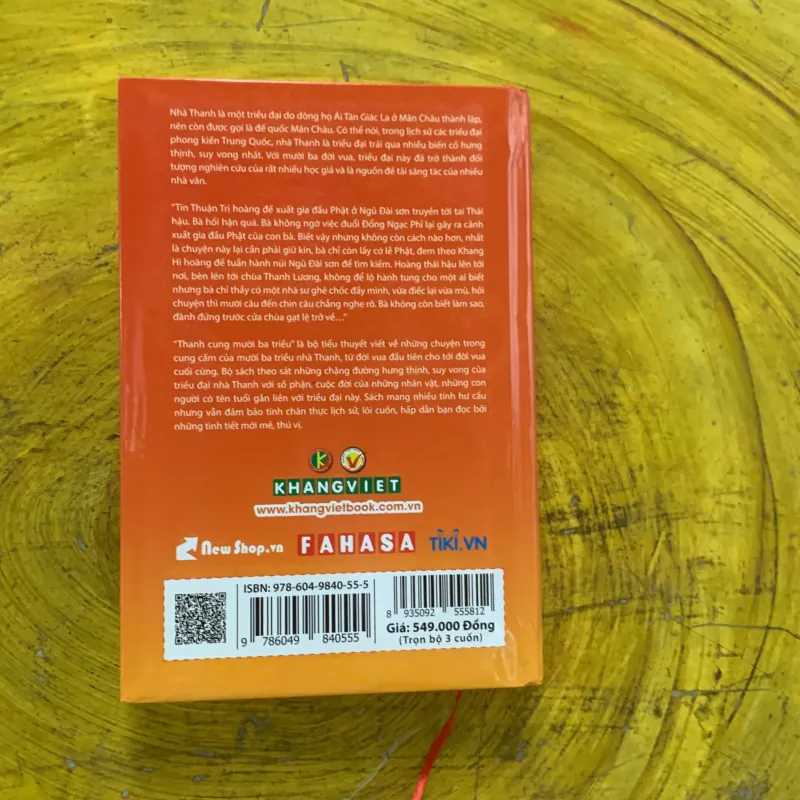 Nhà Thanh là một triều đại do dòng họ Ái Tân Giác La ở Mãn Châu thành lập,
nên còn được gọi là đế quốc Mãn Châu. Có thể nói, trong lịch sử các triều đại
phong kiến Trung Quốc, nhà Thanh là triều đại trải qua nhiều biến cố hưng
thịnh, suy vong nhất. Với mười ba đời vua, triều đại này đã trở thành đối
tượng nghiên cứu của rất nhiều học giả và là nguồn đề tài sáng tác của nhiều
nhà văn.
"Tin Thuận Trị hoàng đế xuất gia đầu Phật ở Ngũ Đài sơn truyền tới tai Thái
hậu. Bà hối hận quá. Bà không ngờ việc đuổi Đổng Ngạc Phi lại gây ra cảnh
xuất gia đầu Phật của con bà. Biết vậy nhưng không còn cách nào hơn, nhất
là chuyện này lại cần phải giữ kín, bà chỉ còn lấy cớ lễ Phật, đem theo Khang
Hi hoàng đế tuần hành núi Ngũ Đài sơn để tìm kiếm. Hoàng thái hậu lên tới
nơi, bèn lên tới chùa Thanh Lương, không để lộ hành tung cho một ai biết
nhưng bà chỉ thấy có một nhà sư ghẻ chốc đầy mình, vừa điếc lại vừa mù, hỏi
chuyện thì mười câu đến chín câu chẳng nghe rõ. Bà không còn biết làm sao,
đành đứng trước cửa chùa gạt lệ trở về..."
"Thanh cung mười ba triều" là bộ tiểu thuyết viết về những chuyện trong
cung cấm của mười ba triều nhà Thanh, từ đời vua đầu tiên cho tới đời vua
cuối cùng. Bộ sách theo sát những chặng đường hưng thịnh, suy vong của
triều đại nhà Thanh với số phận, cuộc đời của những nhân vật, những con
người có tên tuổi gắn liền với triều đại này. Sách mang nhiều tính hư cấu
nhưng vẫn đảm bảo tính chân thực lịch sử, lôi cuốn, hấp dẫn bạn đọc bởi
những tình tiết mới mẻ, thú vị.
KHANGVIET
www.khangvietbook.com.vn
NewShop.vn FAHASA TIKI.VN
ISBN: 978-604-9840-55-5
9 786049 840555
8 935092 555812
Giá: 549.000 Đồng
(Trọn bộ 3 cuốn)